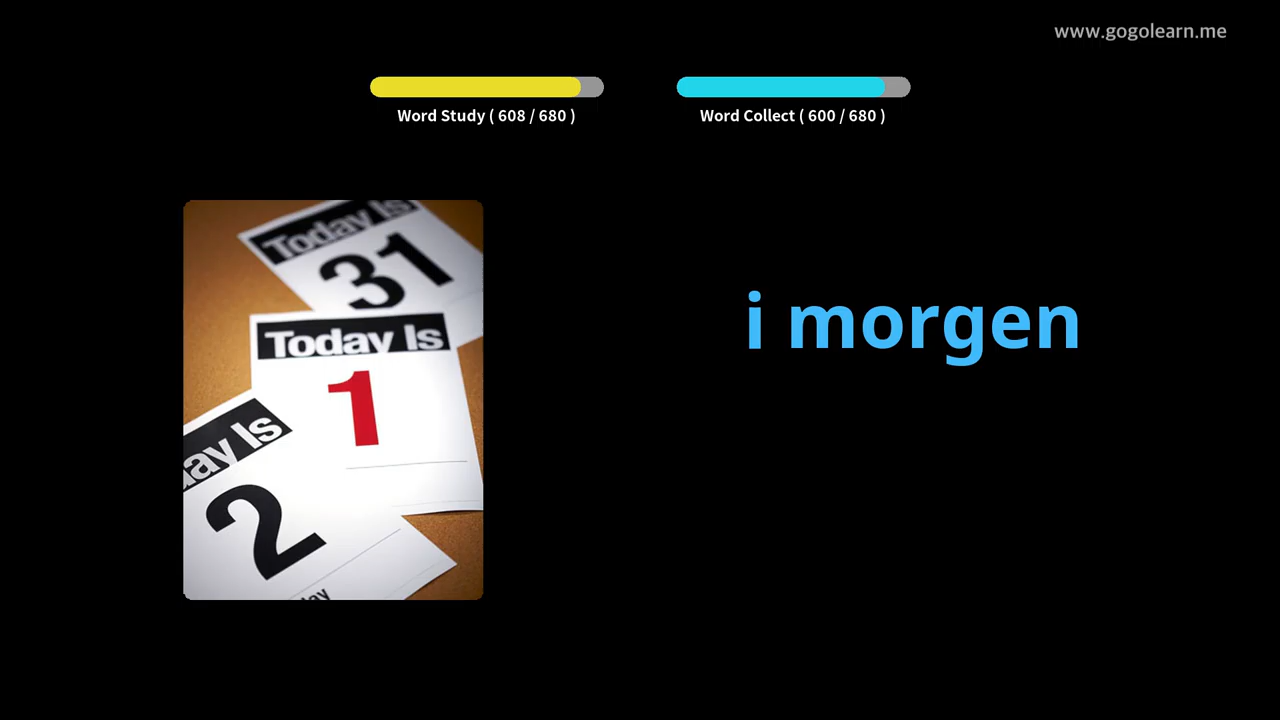 www.gogolearn.me
Word Study ( 608 / 680 )
Word Collect ( 600 / 680 )
Today Is
31
Today Is
1
ay Is
2
i morgen